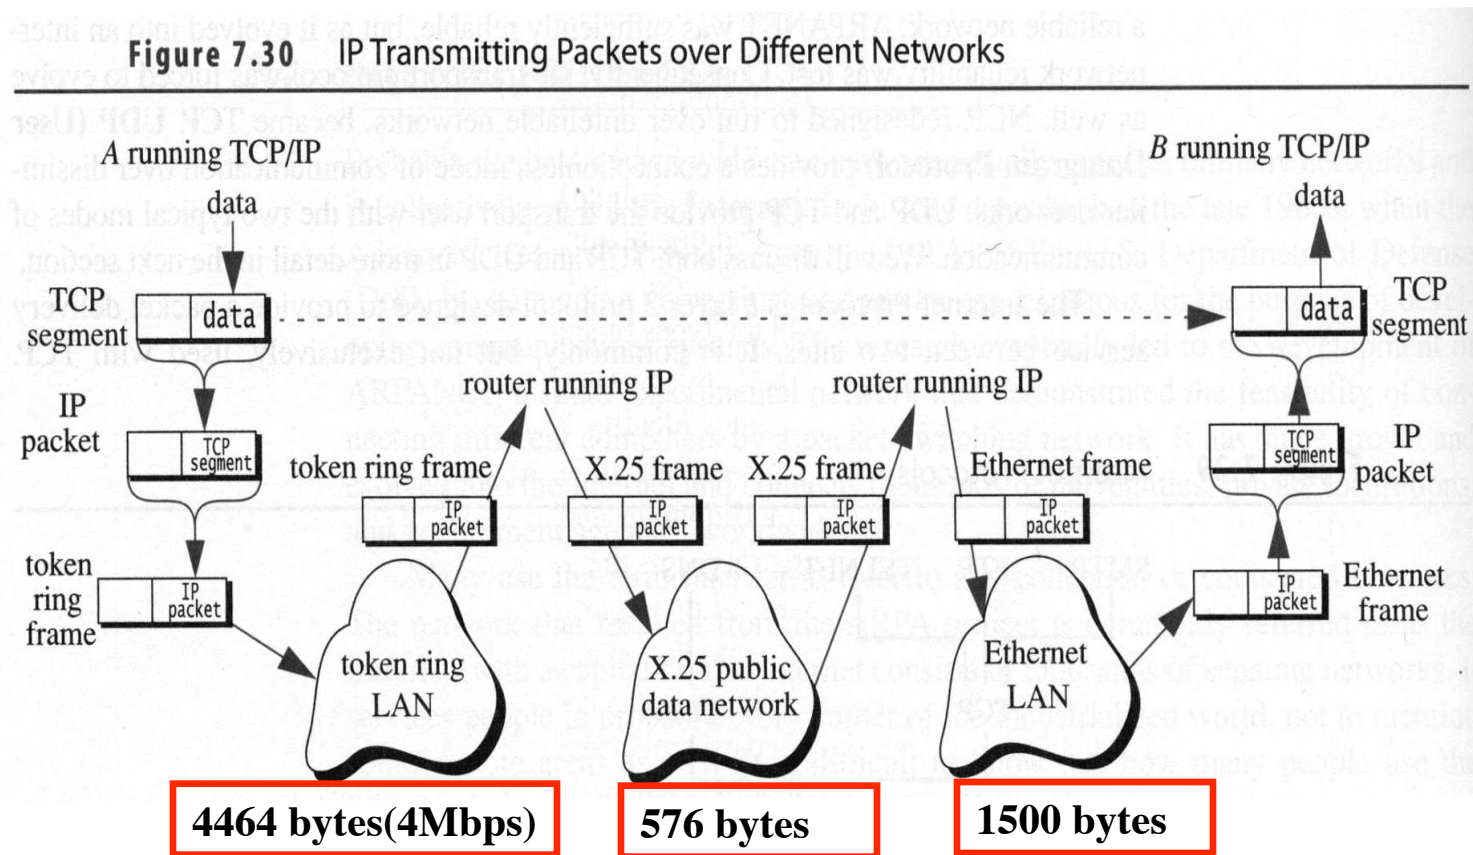 Figure 7.30 IP Transmitting Packets over Different Networks
A running TCP/IP
B running TCP/IP
data
data
TCP
segment
data
data
TCP
segment
router running IP
router running IP
IP
packet
TCP
segment
token ring frame
X.25 frame
X.25 frame
Ethernet frame
TCP
segment
IP
packet
IP
packet
IP
packet
IP
packet
IP
packet
token
ring
frame
IP
packet
IP
packet
Ethernet
frame
token ring
LAN
X.25 public
data network
Ethernet
LAN
4464 bytes(4Mbps)
576 bytes
1500 bytes